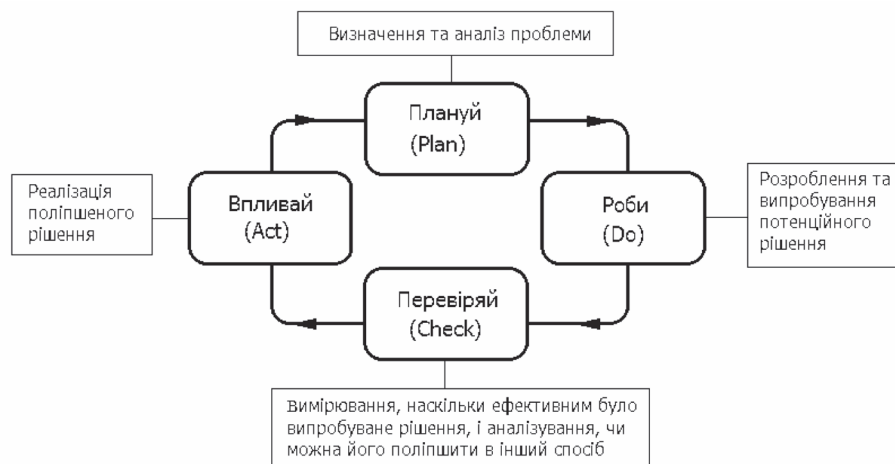 Визначення та аналіз проблеми
Плануй
(Plan)
Реалізація
поліпшеного
рішення
Впливай
(Act)
Роби
(Do)
Розроблення та
випробування
потенційного
рішення
Перевіряй
(Check)
Вимірювання, наскільки ефективним було
випробуване рішення, і аналізування, чи
можна його поліпшити в інший спосіб